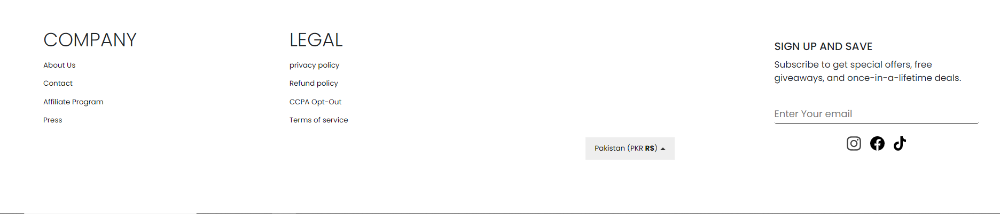 COMPANY
About Us
Contact
Affiliate Program
Press
LEGAL
privacy policy
Refund policy
CCPA Opt-Out
Terms of service
Pakistan (PKR RS)
SIGN UP AND SAVE
Subscribe to get special offers, free
giveaways, and once-in-a-lifetime deals.
Enter Your email